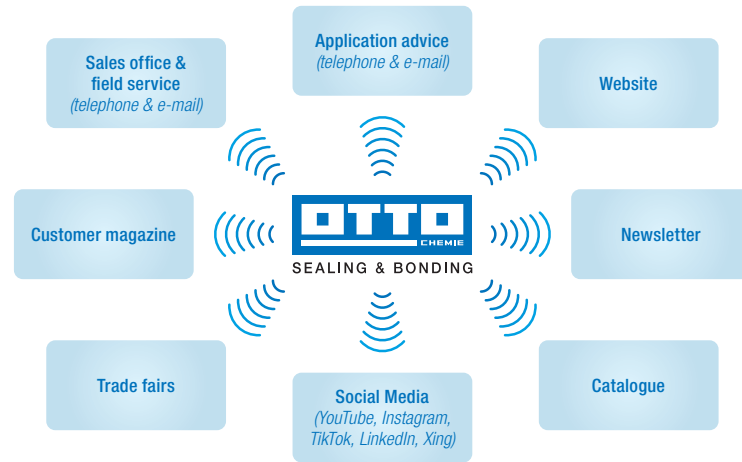 Application advice
(telephone & e-mail)
Sales office &
field service
(telephone & e-mail)
Website
Customer magazine
OTTO
CHEMIE
SEALING & BONDING
Newsletter
Trade fairs
Social Media
(YouTube, Instagram,
TikTok, LinkedIn, Xing)
Catalogue